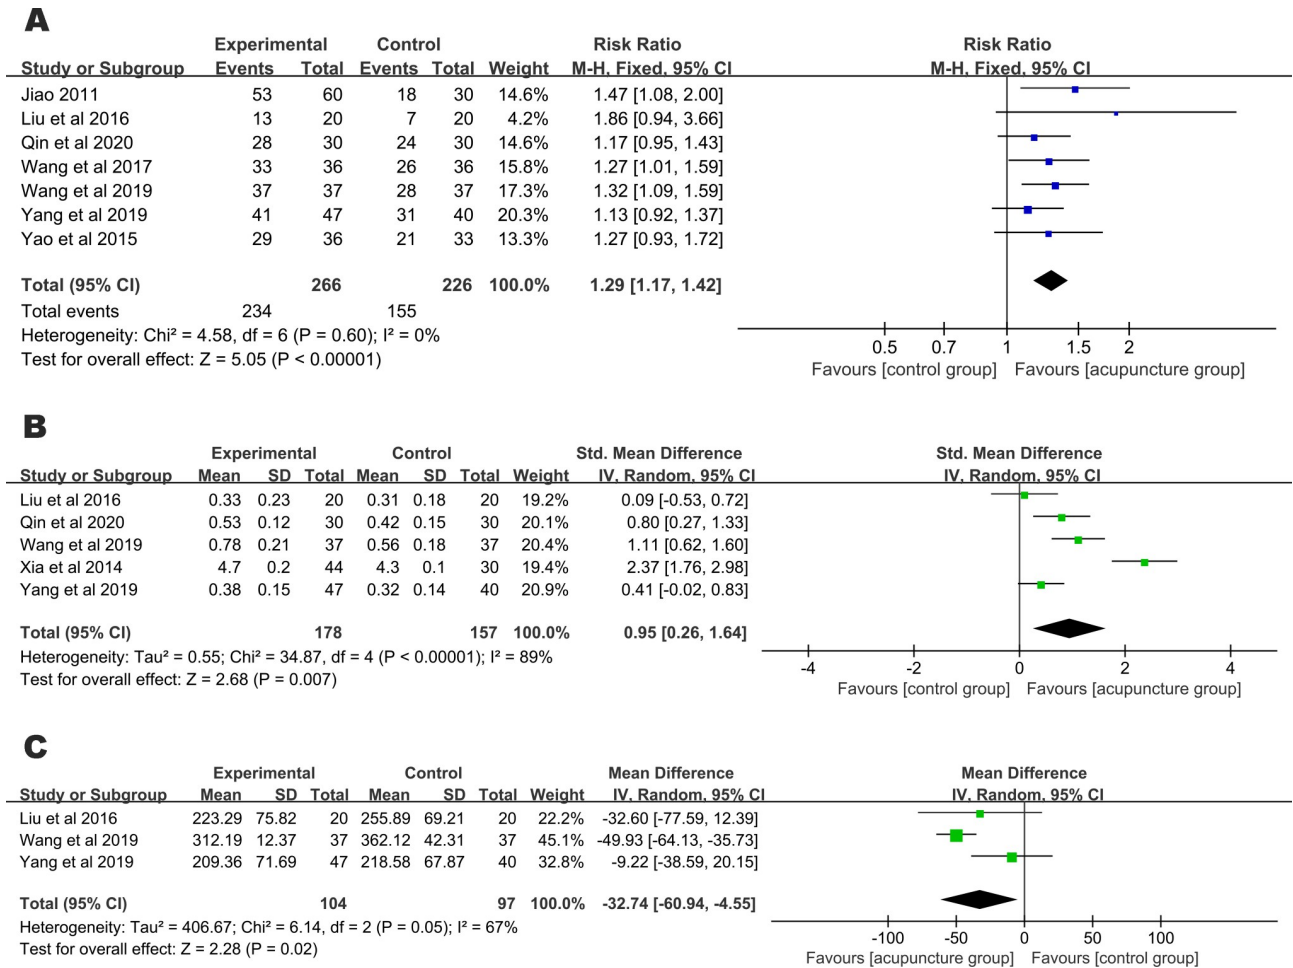 A
Experimental Control Risk Ratio Risk Ratio
Study or Subgroup Events Total Events Total Weight M-H, Fixed, 95% CI M-H, Fixed, 95% CI
Jiao 2011 53 60 18 30 14.6% 1.47 [1.08, 2.00]
Liu et al 2016 13 20 7 20 4.2% 1.86 [0.94, 3.66]
Qin et al 2020 28 30 24 30 14.6% 1.17 [0.95, 1.43]
Wang et al 2017 33 36 26 36 15.8% 1.27 [1.01, 1.59]
Wang et al 2019 37 37 28 37 17.3% 1.32 [1.09, 1.59]
Yang et al 2019 41 47 31 40 20.3% 1.13 [0.92, 1.37]
Yao et al 2015 29 36 21 33 13.3% 1.27 [0.93, 1.72]
Total (95% CI) 266 226 100.0% 1.29 [1.17, 1.42]
Total events 234 155
Heterogeneity: Chi² = 4.58, df = 6 (P = 0.60); I² = 0%
Test for overall effect: Z = 5.05 (P < 0.00001)
0.5 0.7 1 1.5 2
Favours [control group] Favours [acupuncture group]
B
Experimental Control Std. Mean Difference Std. Mean Difference
Study or Subgroup Mean SD Total Mean SD Total Weight IV, Random, 95% CI IV, Random, 95% CI
Liu et al 2016 0.33 0.23 20 0.31 0.18 20 19.2% 0.09 [-0.53, 0.72]
Qin et al 2020 0.53 0.12 30 0.42 0.15 30 20.1% 0.80 [0.27, 1.33]
Wang et al 2019 0.78 0.21 37 0.56 0.18 37 20.4% 1.11 [0.62, 1.60]
Xia et al 2014 4.7 0.2 44 4.3 0.1 30 19.4% 2.37 [1.76, 2.98]
Yang et al 2019 0.38 0.15 47 0.32 0.14 40 20.9% 0.41 [-0.02, 0.83]
Total (95% CI) 178 157 100.0% 0.95 [0.26, 1.64]
Heterogeneity: Tau² = 0.55; Chi² = 34.87, df = 4 (P < 0.00001); I² = 89%
Test for overall effect: Z = 2.68 (P = 0.007)
-4 -2 0 2 4
Favours [control group] Favours [acupuncture group]
C
Experimental Control Mean Difference Mean Difference
Study or Subgroup Mean SD Total Mean SD Total Weight IV, Random, 95% CI IV, Random, 95% CI
Liu et al 2016 223.29 75.82 20 255.89 69.21 20 22.2% -32.60 [-77.59, 12.39]
Wang et al 2019 312.19 12.37 37 362.12 42.31 37 45.1% -49.93 [-64.13, -35.73]
Yang et al 2019 209.36 71.69 47 218.58 67.87 40 32.8% -9.22 [-38.59, 20.15]
Total (95% CI) 104 97 100.0% -32.74 [-60.94, -4.55]
Heterogeneity: Tau² = 406.67; Chi² = 6.14, df = 2 (P = 0.05); I² = 67%
Test for overall effect: Z = 2.28 (P = 0.02)
-100 -50 0 50 100
Favours [acupuncture group] Favours [control group]